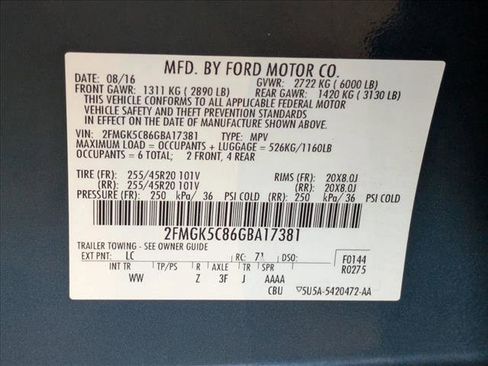 MFD. BY FORD MOTOR CO.
DATE: 08/16 GVWR: 2722 KG ( 6000 LB)
FRONT GAWR: 1311 KG ( 2890 LB) REAR GAWR: 1420 KG ( 3130 LB)
THIS VEHICLE CONFORMS TO ALL APPLICABLE FEDERAL MOTOR
VEHICLE SAFETY AND THEFT PREVENTION STANDARDS
IN EFFECT ON THE DATE OF MANUFACTURE SHOWN ABOVE.
VIN: 2FMGK5C86GBA17381 TYPE: MPV
MAXIMUM LOAD = OCCUPANTS + LUGGAGE = 526KG/1160LB
OCCUPANTS = 6 TOTAL; 2 FRONT, 4 REAR
TIRE (FR): 255/45R20 101V RIMS (FR): 20X8.0J
(RR): 255/45R20 101V (RR): 20X8.0J
PRESSURE (FR): 250 kPa/ 36 PSI COLD (RR): 250 kPa/ 36 PSI COLD
2FMGK5C86GBA17381
TRAILER TOWING - SEE OWNER GUIDE
EXT PNT: LC RC: 71 DSO: F0144
INT TR TP/PS R AXLE TR SPR R0275
WW Z 3F J AAAA
CBU 5U5A-5420472-AA